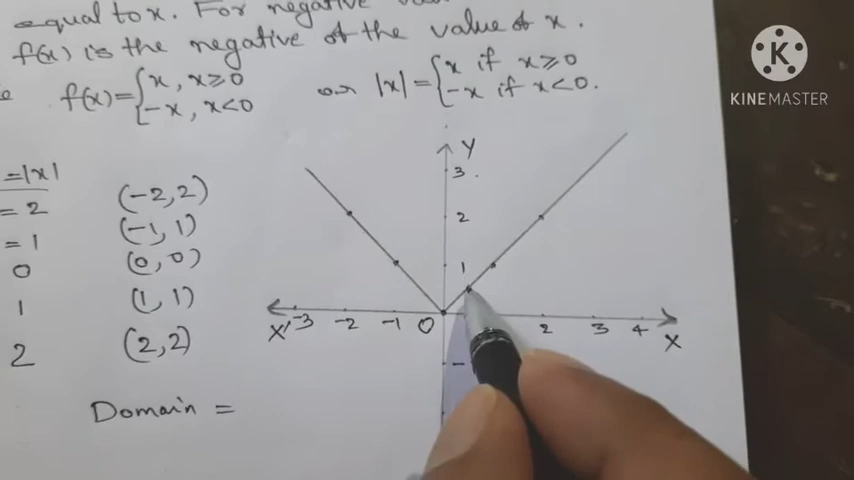 equal to x. For negative
f(x) is the negative of the value of x.
f(x) = { x, x ≥ 0 or |x| = { x if x ≥ 0
-x, x < 0 -x if x < 0.
KINEMASTER
= |x|
= 2 (-2, 2)
= 1 (-1, 1)
0 (0, 0)
1 (1, 1)
2 (2, 2)
Domain =
Y
3
2
1
X' -3 -2 -1 O 2 3 4 X